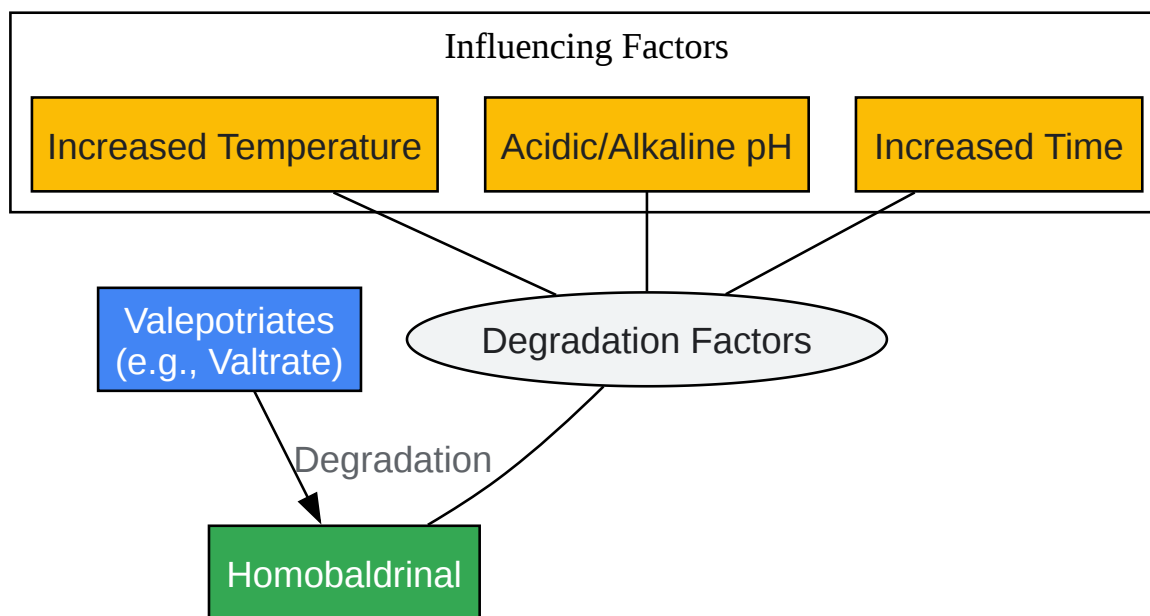 Influencing Factors
Increased Temperature
Acidic/Alkaline pH
Increased Time
Valepotriates
(e.g., Valtrate)
Degradation Factors
Degradation
Homobaldrinal